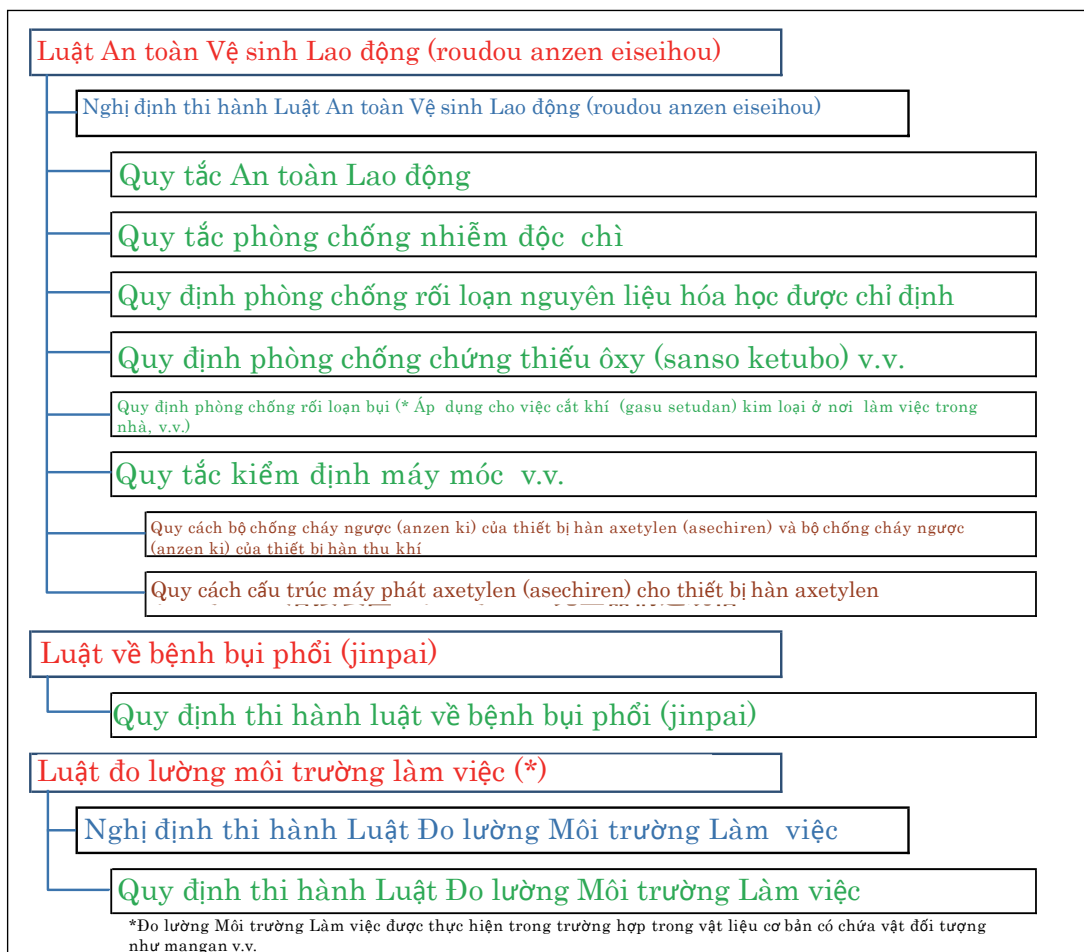 Luật An toàn Vệ sinh Lao động (roudou anzen eiseihou)
Nghị định thi hành Luật An toàn Vệ sinh Lao động (roudou anzen eiseihou)
Quy tắc An toàn Lao động
Quy tắc phòng chống nhiễm độc chì
Quy định phòng chống rối loạn nguyên liệu hóa học được chỉ định
Quy định phòng chống chứng thiếu ôxy (sanso ketubo) v.v.
Quy định phòng chống rối loạn bụi (* Áp dụng cho việc cắt khí (gasu setudan) kim loại ở nơi làm việc trong
nhà, v.v.)
Quy tắc kiểm định máy móc v.v.
Quy cách bộ chống cháy ngược (anzen ki) của thiết bị hàn axetylen (asechiren) và bộ chống cháy ngược
(anzen ki) của thiết bị hàn thu khí
Quy cách cấu trúc máy phát axetylen (asechiren) cho thiết bị hàn axetylen
Luật về bệnh bụi phổi (jinpai)
Quy định thi hành luật về bệnh bụi phổi (jinpai)
Luật đo lường môi trường làm việc (*)
Nghị định thi hành Luật Đo lường Môi trường Làm việc
Quy định thi hành Luật Đo lường Môi trường Làm việc
*Đo lường Môi trường Làm việc được thực hiện trong trường hợp trong vật liệu cơ bản có chứa vật đối tượng
như mangan v.v.